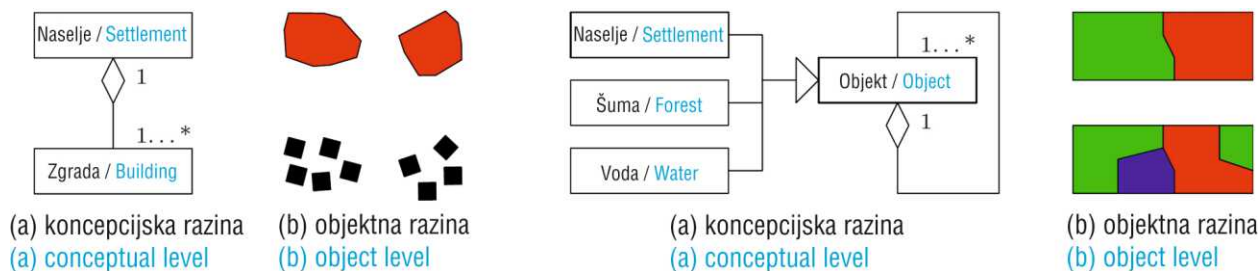 Naselje / Settlement
1
1...*
Zgrada / Building
(a) koncepcijska razina
(a) conceptual level
(b) objektna razina
(b) object level
Naselje / Settlement
Šuma / Forest
Voda / Water
1...*
Objekt / Object
1
(a) koncepcijska razina
(a) conceptual level
(b) objektna razina
(b) object level